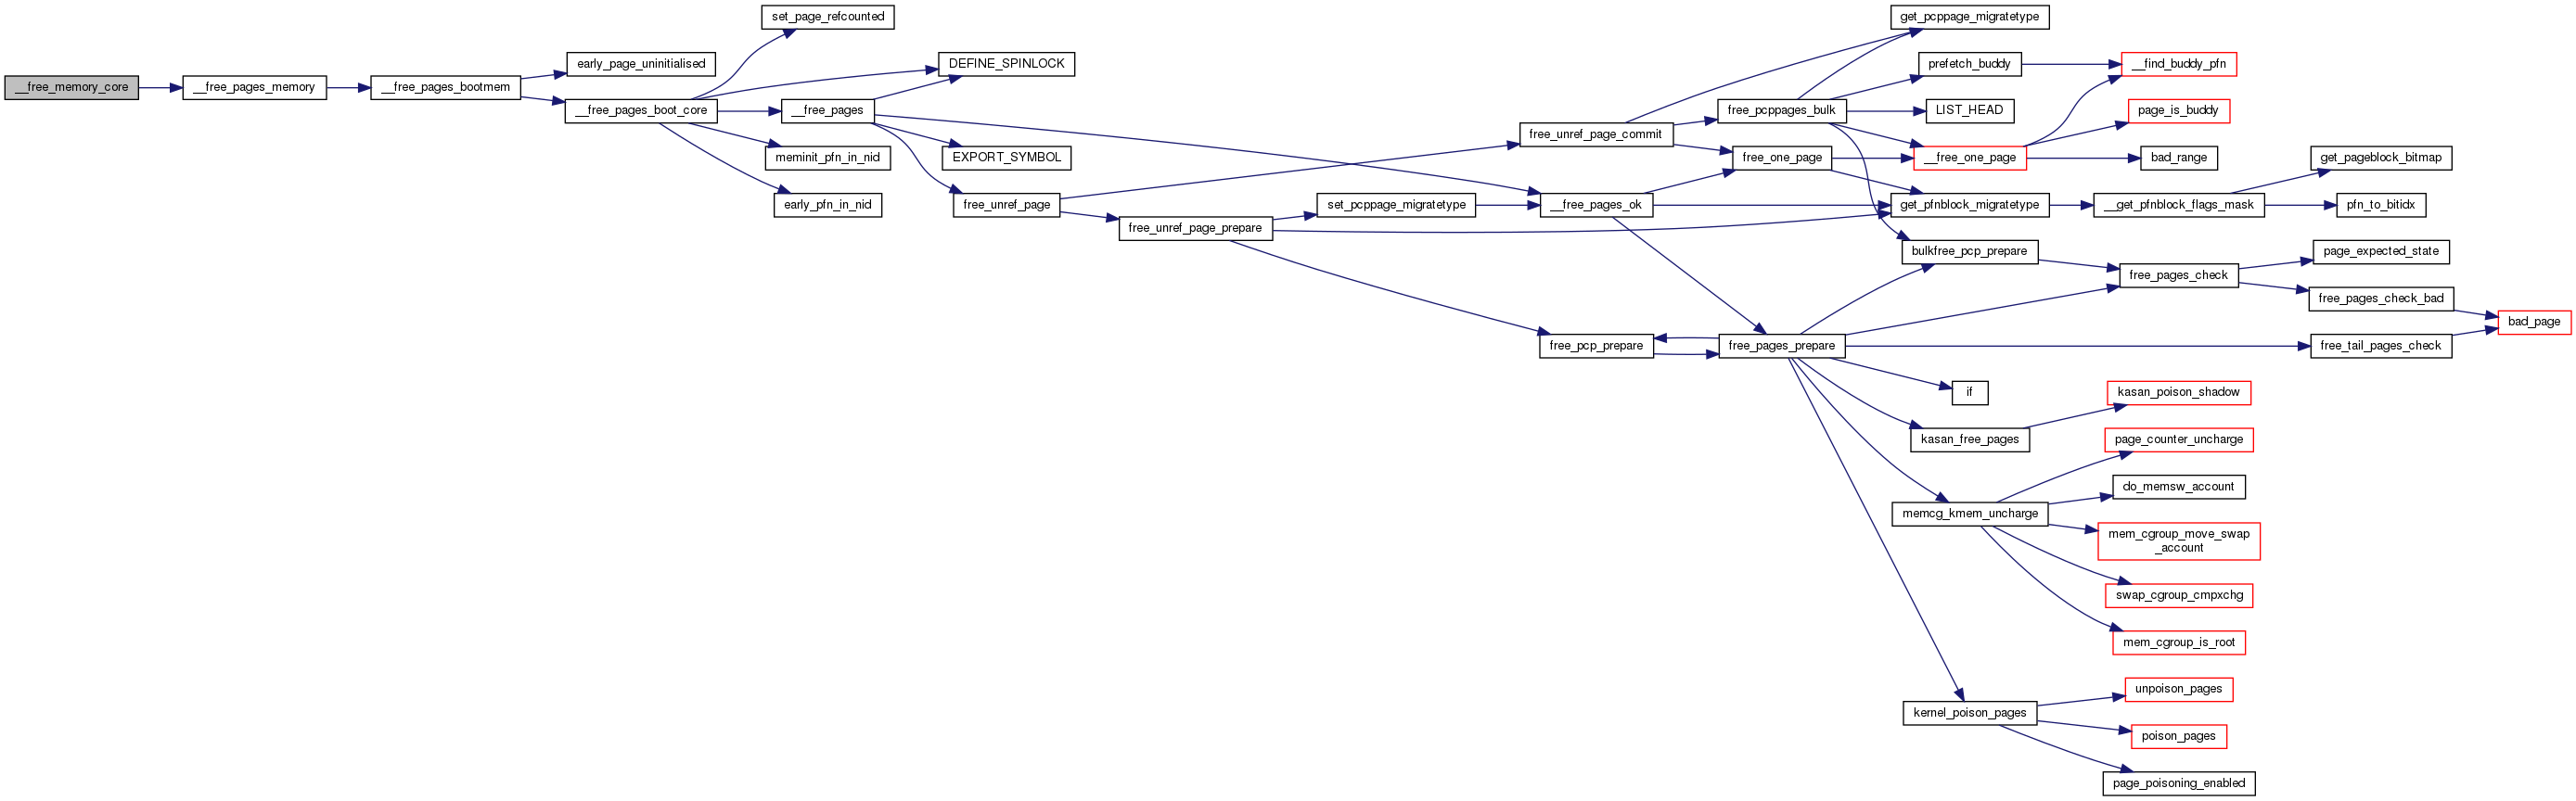 __free_memory_core
__free_pages_memory
__free_pages_bootmem
early_page_uninitialised
__free_pages_boot_core
set_page_refcounted
DEFINE_SPINLOCK
__free_pages
meminit_pfn_in_nid
early_pfn_in_nid
EXPORT_SYMBOL
free_unref_page
free_unref_page_commit
free_unref_page_prepare
set_pcppage_migratetype
__free_pages_ok
free_pcp_prepare
get_pcppage_migratetype
free_pcppages_bulk
free_one_page
prefetch_buddy
LIST_HEAD
__free_one_page
get_pfnblock_migratetype
bulkfree_pcp_prepare
free_pages_prepare
if
kasan_free_pages
memcg_kmem_uncharge
kernel_poison_pages
__find_buddy_pfn
page_is_buddy
bad_range
__get_pfnblock_flags_mask
free_pages_check
get_pageblock_bitmap
pfn_to_bitidx
page_expected_state
free_pages_check_bad
free_tail_pages_check
bad_page
kasan_poison_shadow
page_counter_uncharge
do_memsw_account
mem_cgroup_move_swap
_account
swap_cgroup_cmpxchg
mem_cgroup_is_root
unpoison_pages
poison_pages
page_poisoning_enabled